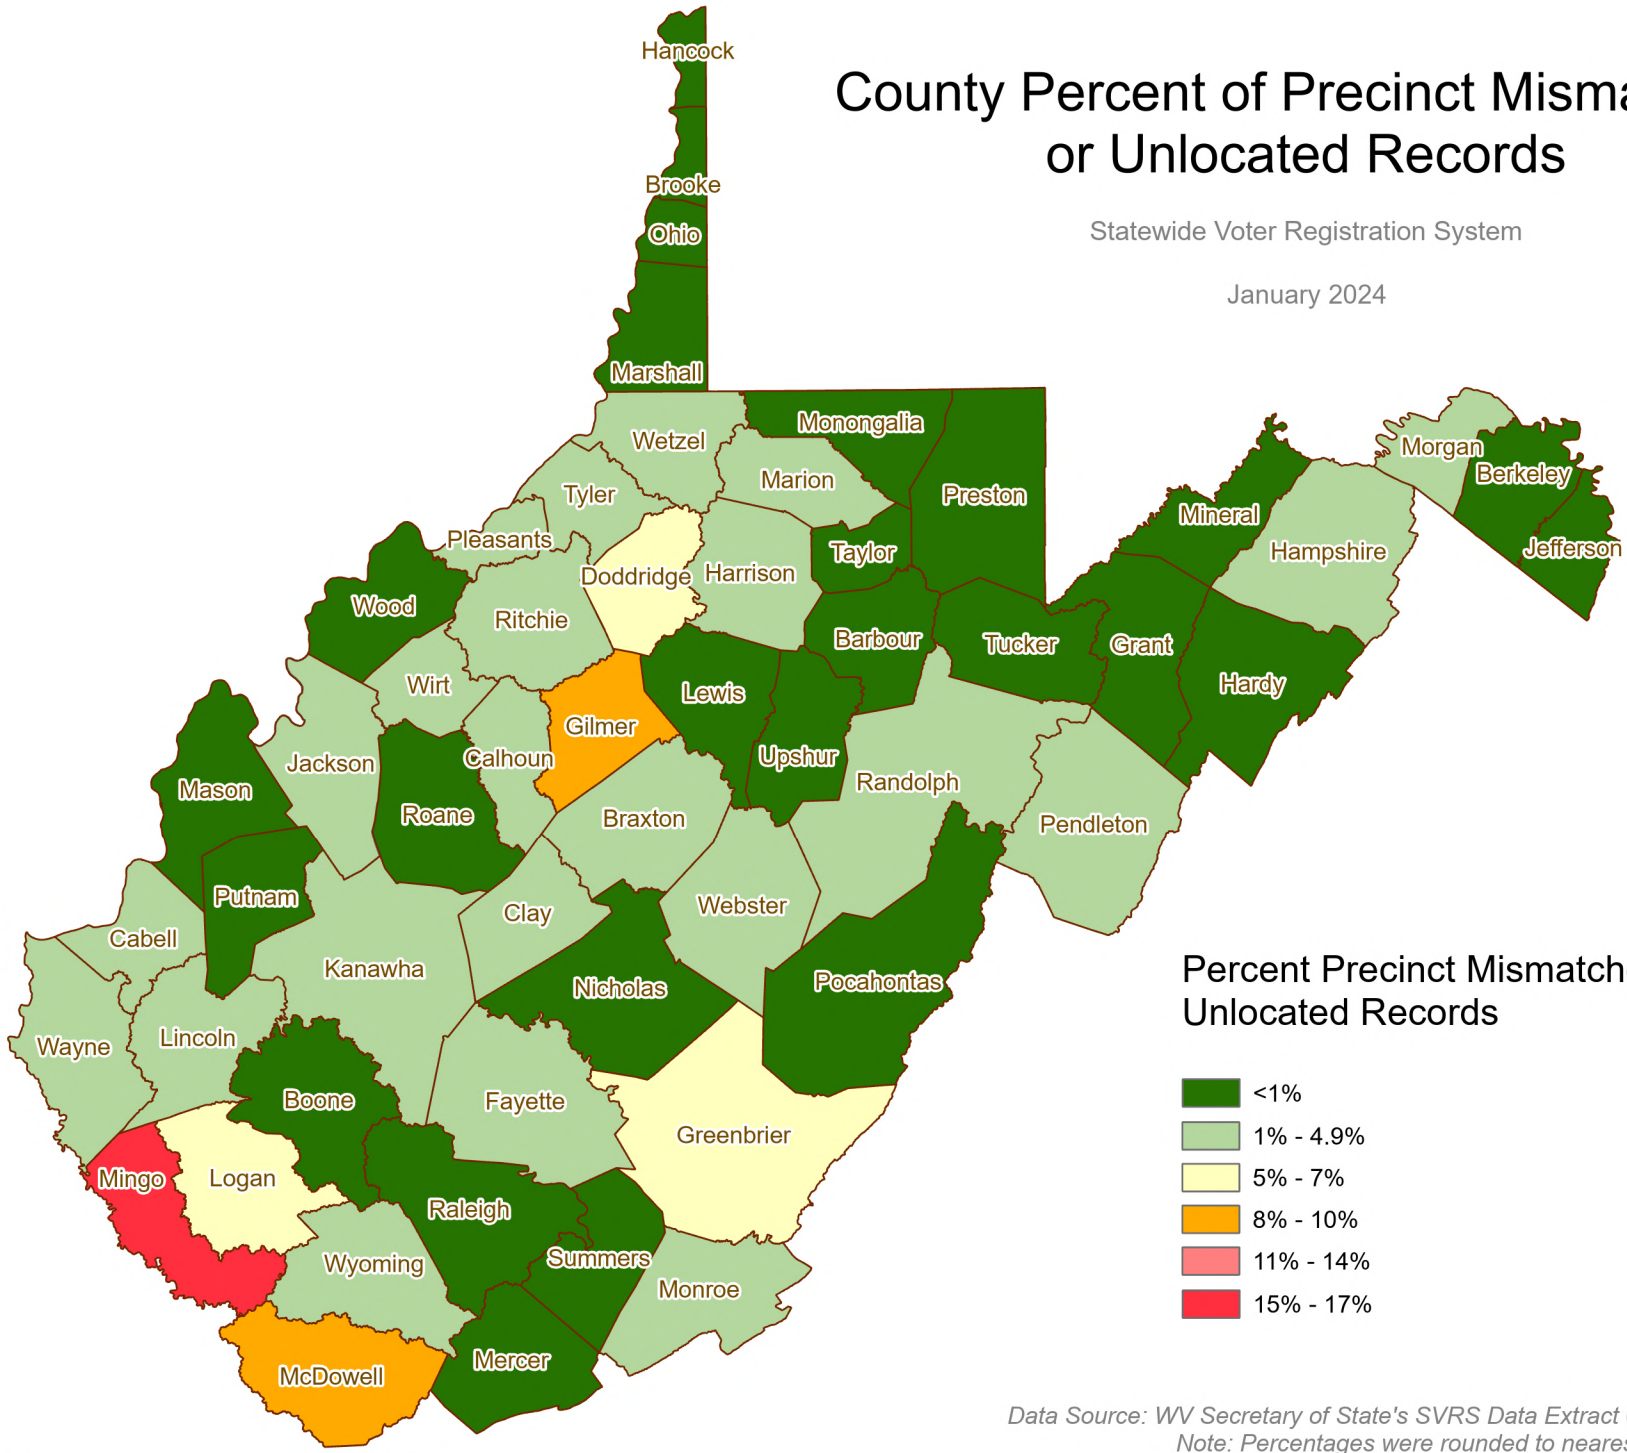 County Percent of Precinct
or Unlocated Records
Statewide Voter Registration System
January 2024
Hancock
Brooke
Ohio
Marshall
Wetzel
Monongalia
Marion
Preston
Tyler
Pleasants
Doddridge
Harrison
Taylor
Mineral
Hampshire
Morgan
Berkeley
Jefferson
Wood
Ritchie
Barbour
Tucker
Grant
Hardy
Wirt
Lewis
Gilmer
Calhoun
Upshur
Jackson
Randolph
Mason
Roane
Braxton
Pendleton
Putnam
Clay
Webster
Cabell
Kanawha
Nicholas
Pocahontas
Lincoln
Wayne
Boone
Fayette
Greenbrier
Mingo
Logan
Raleigh
Summers
Wyoming
Monroe
McDowell
Mercer
Percent Precinct
Unlocated Records
<1%
1% - 4.9%
5% - 7%
8% - 10%
11% - 14%
15% - 17%
Data Source: WV Secretary of State's SVRS Data Extract
Note: Percentages were rounded to